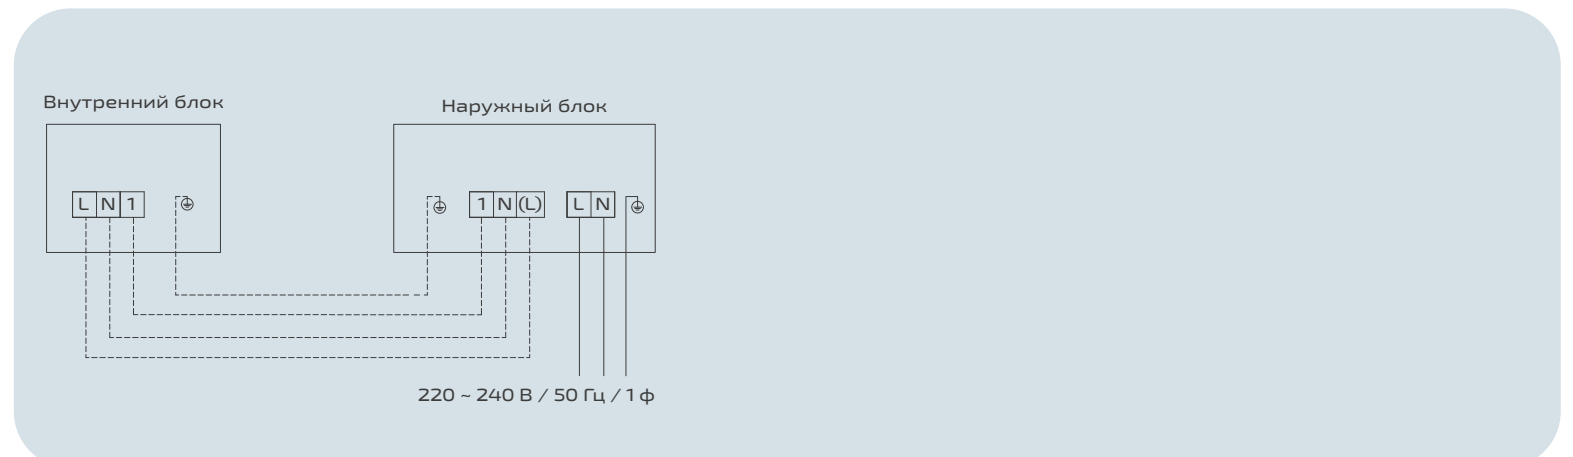 Внутренний блок
Наружный блок
L N 1
1 N (L) L N
220 ~ 240 В / 50 Гц / 1 ф